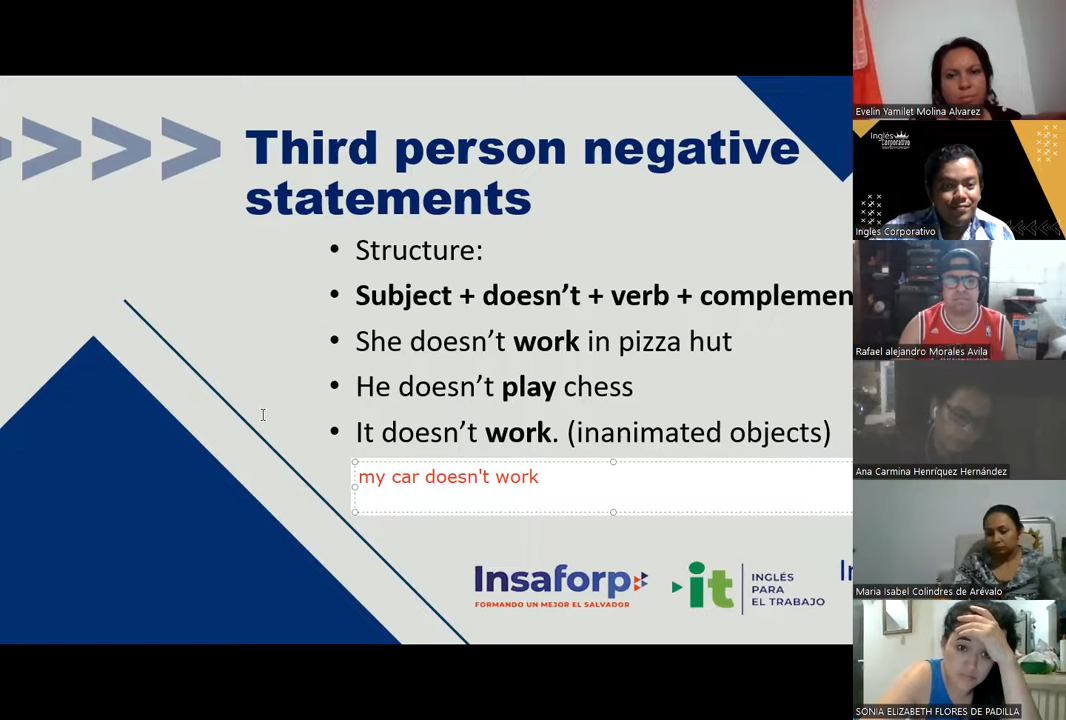 Third person negative
statements
• Structure:
• Subject + doesn't + verb + complemen
• She doesn't work in pizza hut
• He doesn't play chess
• It doesn't work. (inanimated objects)
my car doesn't work
Insaforp
FORMANDO UN MEJOR EL SALVADOR
it
INGLÉS
PARA
EL TRABAJO
In
Evelin Yamilet Molina Alvarez
Inglés
Corporativo
Ingles Corporativo
Rafael alejandro Morales Avila
Ana Carmina Henríquez Hernández
Maria Isabel Colindres de Arévalo
SONIA ELIZABETH FLORES DE PADILLA